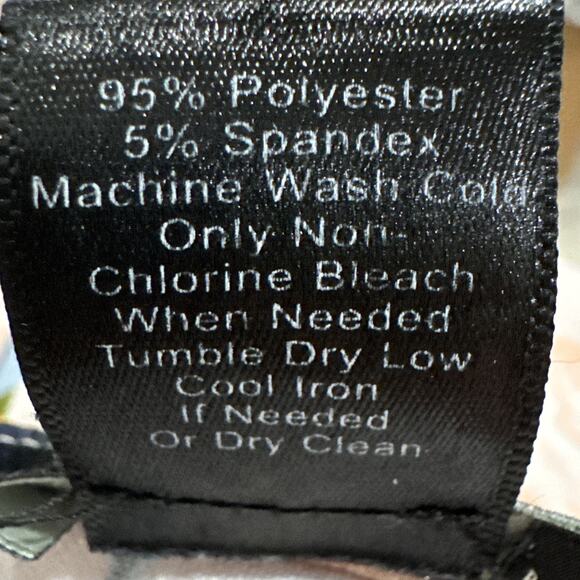 95% Polyester
5% Spandex
Machine Wash Cold
Only Non-
Chlorine Bleach
When Needed
Tumble Dry Low
Cool Iron
If Needed
Or Dry Clean